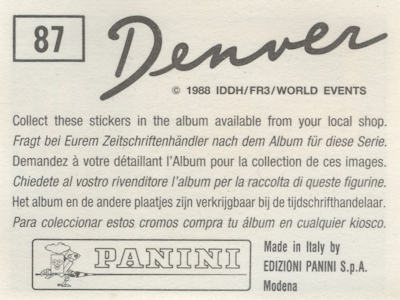 87
Denver
© 1988 IDDH/FR3/WORLD EVENTS
Collect these stickers in the album available from your local shop.
Fragt bei Eurem Zeitschriftenhändler nach dem Album für diese Serie.
Demandez à votre détaillant l'Album pour la collection de ces images.
Chiedete al vostro rivenditore l'album per la raccolta di queste figurine.
Het album en de andere plaatjes zijn verkrijgbaar bij de tijdschrifthandelaar.
Para coleccionar estos cromos compra tu álbum en cualquier kiosco.
PANINI
Made in Italy by
EDIZIONI PANINI S.p.A.
Modena